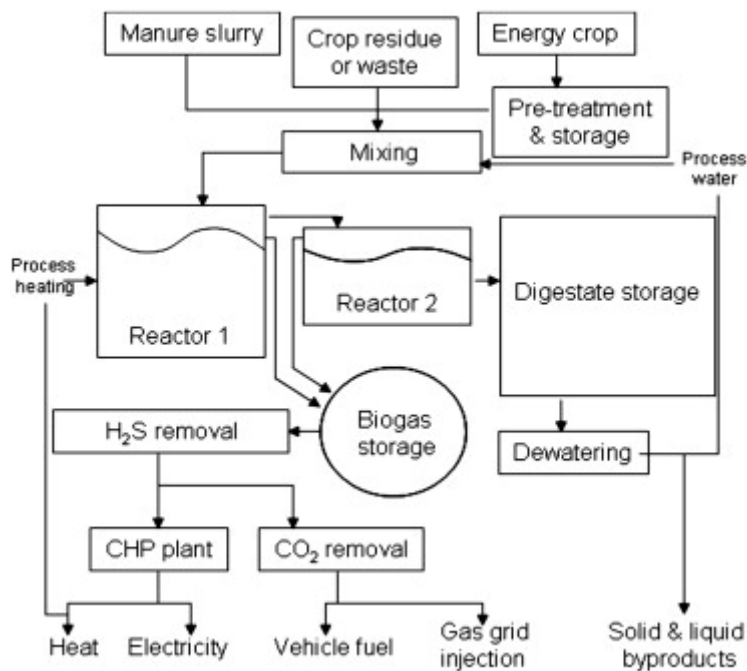 Manure slurry
Crop residue
or waste
Energy crop
Pre-treatment
& storage
Mixing
Process
water
Process
heating
Reactor 1
Reactor 2
Digestate storage
Biogas
storage
H₂S removal
Dewatering
CHP plant
CO₂ removal
Heat
Electricity
Vehicle fuel
Gas grid
injection
Solid & liquid
byproducts